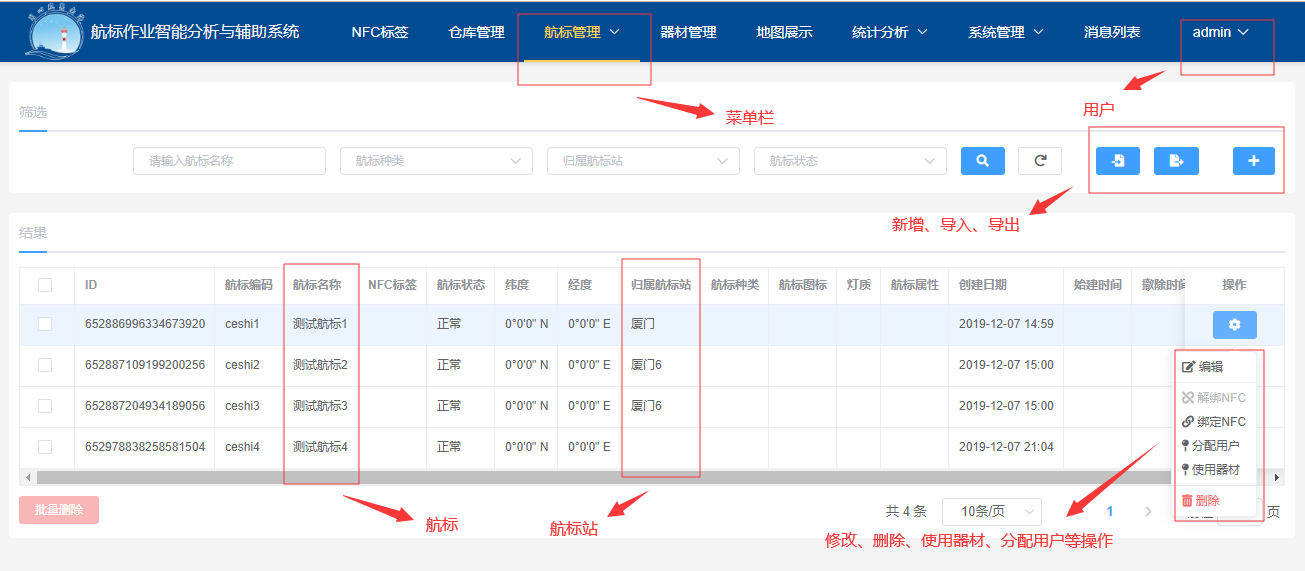 航标作业智能分析与辅助系统 NFC标签 仓库管理 航标管理 器材管理 地图展示 统计分析 系统管理 消息列表 admin
用户
菜单栏
筛选
请输入航标名称 航标种类 归属航标站 航标状态
新增、导入、导出
结果
ID 航标编码 航标名称 NFC标签 航标状态 纬度 经度 归属航标站 航标种类 航标图标 灯质 航标属性 创建日期 始建时间 撤除时间 操作
652886996334673920 ceshi1 测试航标1 正常 0°0'0" N 0°0'0" E 厦门 2019-12-07 14:59
652887109199200256 ceshi2 测试航标2 正常 0°0'0" N 0°0'0" E 厦门6 2019-12-07 15:00
652887204934189056 ceshi3 测试航标3 正常 0°0'0" N 0°0'0" E 厦门6 2019-12-07 15:00
652978838258581504 ceshi4 测试航标4 正常 0°0'0" N 0°0'0" E 2019-12-07 21:04
编辑
解绑NFC
绑定NFC
分配用户
使用器材
删除
批量删除
共 4 条 10条/页 1 页
航标
航标站
修改、删除、使用器材、分配用户等操作